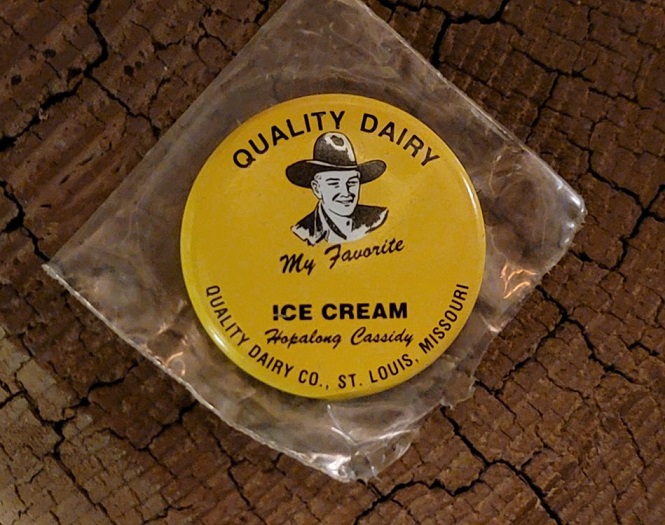 QUALITY DAIRY
My Favorite
ICE CREAM
Hopalong Cassidy
QUALITY DAIRY CO., ST. LOUIS, MISSOURI